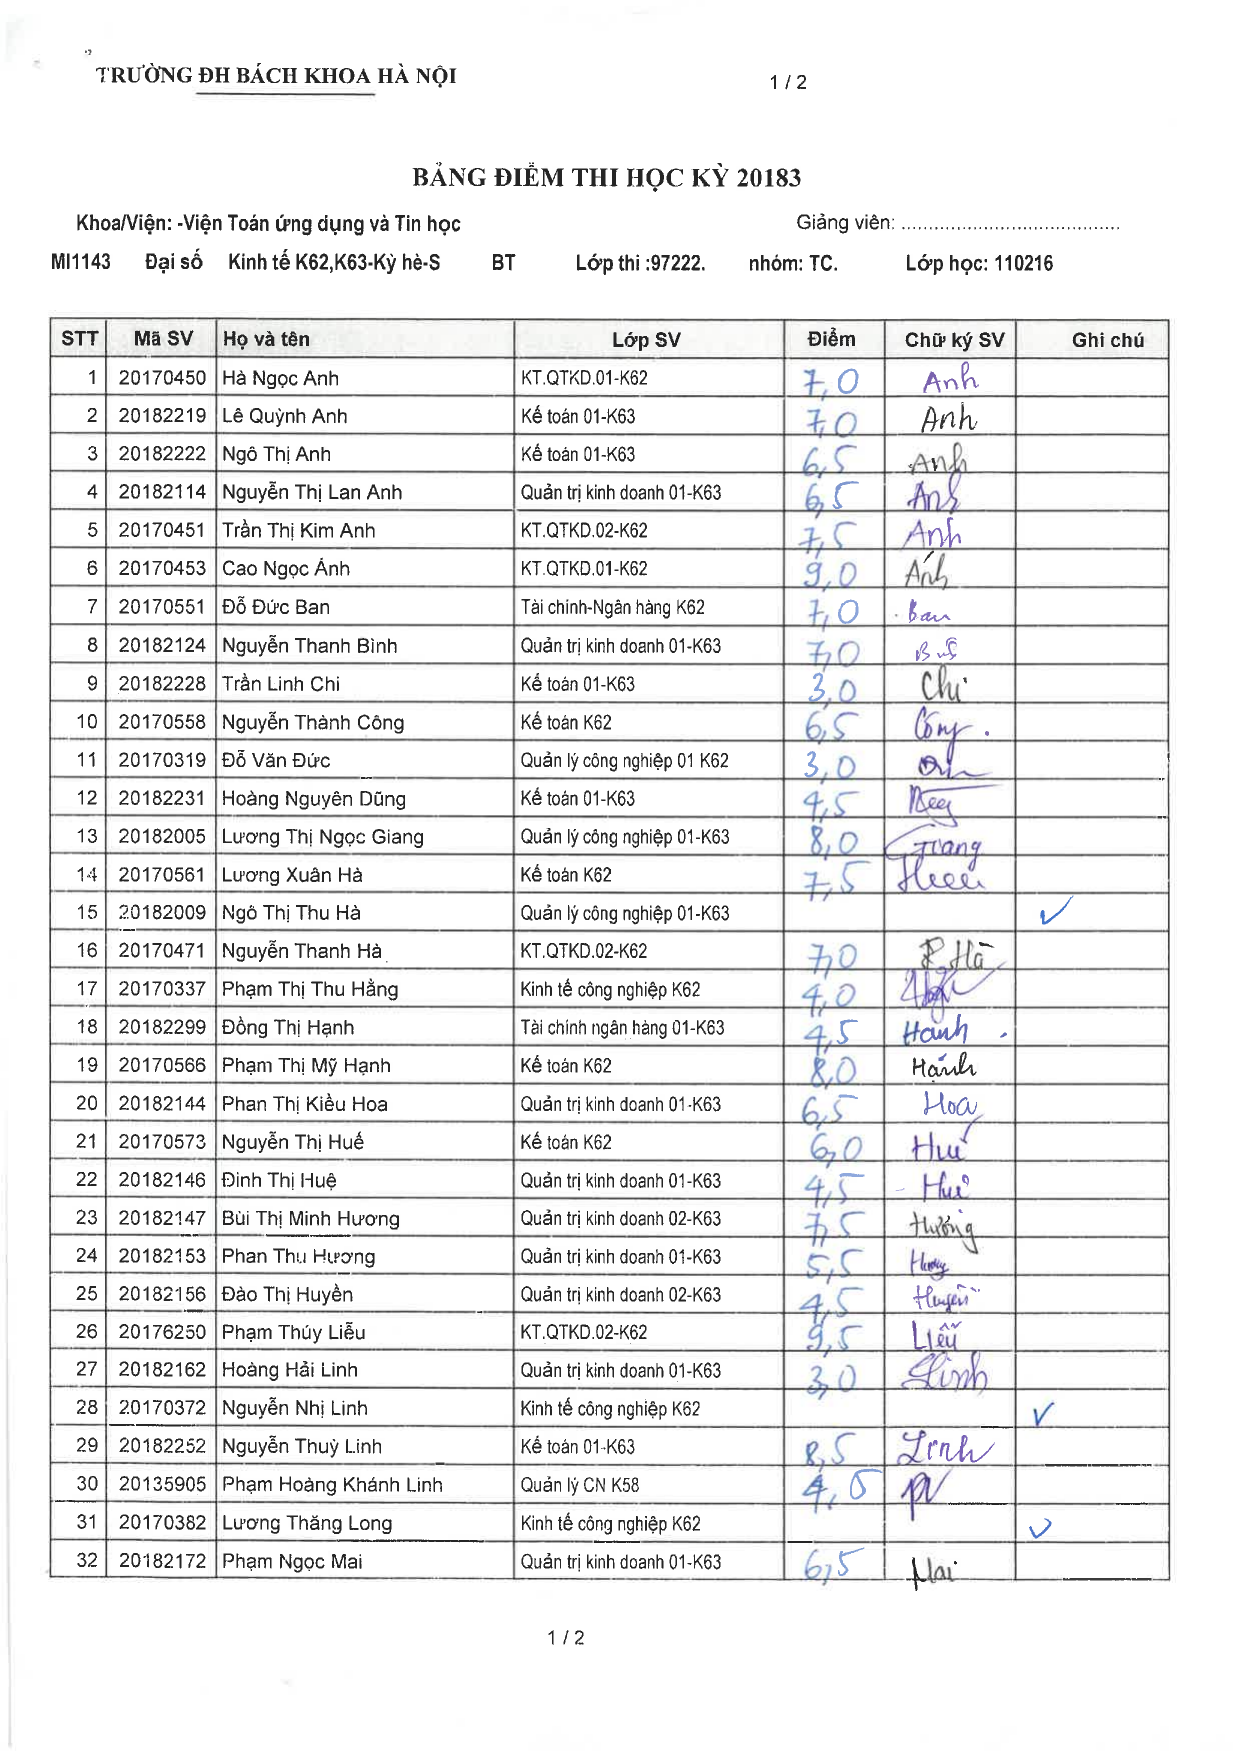 TRƯỜNG ĐH BÁCH KHOA HÀ NỘI
1 / 2
BẢNG ĐIỂM THI HỌC KỲ 20183
Khoa/Viện: -Viện Toán ứng dụng và Tin học Giảng viên: ........................................
MI1143 Đại số Kinh tế K62,K63-Kỳ hè-S BT Lớp thi :97222. nhóm: TC. Lớp học: 110216
STT Mã SV Họ và tên Lớp SV Điểm Chữ ký SV Ghi chú
1 20170450 Hà Ngọc Anh KT.QTKD.01-K62 7,0 Anh
2 20182219 Lê Quỳnh Anh Kế toán 01-K63 7,0 Anh
3 20182222 Ngô Thị Anh Kế toán 01-K63 6,5 Anh
4 20182114 Nguyễn Thị Lan Anh Quản trị kinh doanh 01-K63 6,5 Anh
5 20170451 Trần Thị Kim Anh KT.QTKD.02-K62 7,5 Anh
6 20170453 Cao Ngọc Ánh KT.QTKD.01-K62 9,0 Ánh
7 20170551 Đỗ Đức Ban Tài chính-Ngân hàng K62 7,0 Ban
8 20182124 Nguyễn Thanh Bình Quản trị kinh doanh 01-K63 7,0
9 20182228 Trần Linh Chi Kế toán 01-K63 3,0 Chi
10 20170558 Nguyễn Thành Công Kế toán K62 6,5 Công
11 20170319 Đỗ Văn Đức Quản lý công nghiệp 01 K62 3,0
12 20182231 Hoàng Nguyên Dũng Kế toán 01-K63 4,5
13 20182005 Lương Thị Ngọc Giang Quản lý công nghiệp 01-K63 8,0 Giang
14 20170561 Lương Xuân Hà Kế toán K62 7,5
15 20182009 Ngô Thị Thu Hà Quản lý công nghiệp 01-K63 ✓
16 20170471 Nguyễn Thanh Hà KT.QTKD.02-K62 7,0 Hà
17 20170337 Phạm Thị Thu Hằng Kinh tế công nghiệp K62 4,0
18 20182299 Đồng Thị Hạnh Tài chính ngân hàng 01-K63 4,5 Hạnh
19 20170566 Phạm Thị Mỹ Hạnh Kế toán K62 8,0 Hạnh
20 20182144 Phan Thị Kiều Hoa Quản trị kinh doanh 01-K63 6,5 Hoa
21 20170573 Nguyễn Thị Huế Kế toán K62 6,0 Huế
22 20182146 Đinh Thị Huệ Quản trị kinh doanh 01-K63 4,5 Huệ
23 20182147 Bùi Thị Minh Hương Quản trị kinh doanh 02-K63 7,5 Hương
24 20182153 Phan Thu Hương Quản trị kinh doanh 01-K63 5,5 Hương
25 20182156 Đào Thị Huyền Quản trị kinh doanh 02-K63 4,5 Huyền
26 20176250 Phạm Thúy Liễu KT.QTKD.02-K62 9,5 Liễu
27 20182162 Hoàng Hải Linh Quản trị kinh doanh 01-K63 3,0 Linh
28 20170372 Nguyễn Nhị Linh Kinh tế công nghiệp K62 ✓
29 20182252 Nguyễn Thuỳ Linh Kế toán 01-K63 8,5 Linh
30 20135905 Phạm Hoàng Khánh Linh Quản lý CN K58 4,5
31 20170382 Lương Thăng Long Kinh tế công nghiệp K62 ✓
32 20182172 Phạm Ngọc Mai Quản trị kinh doanh 01-K63 6,5 Mai
1 / 2